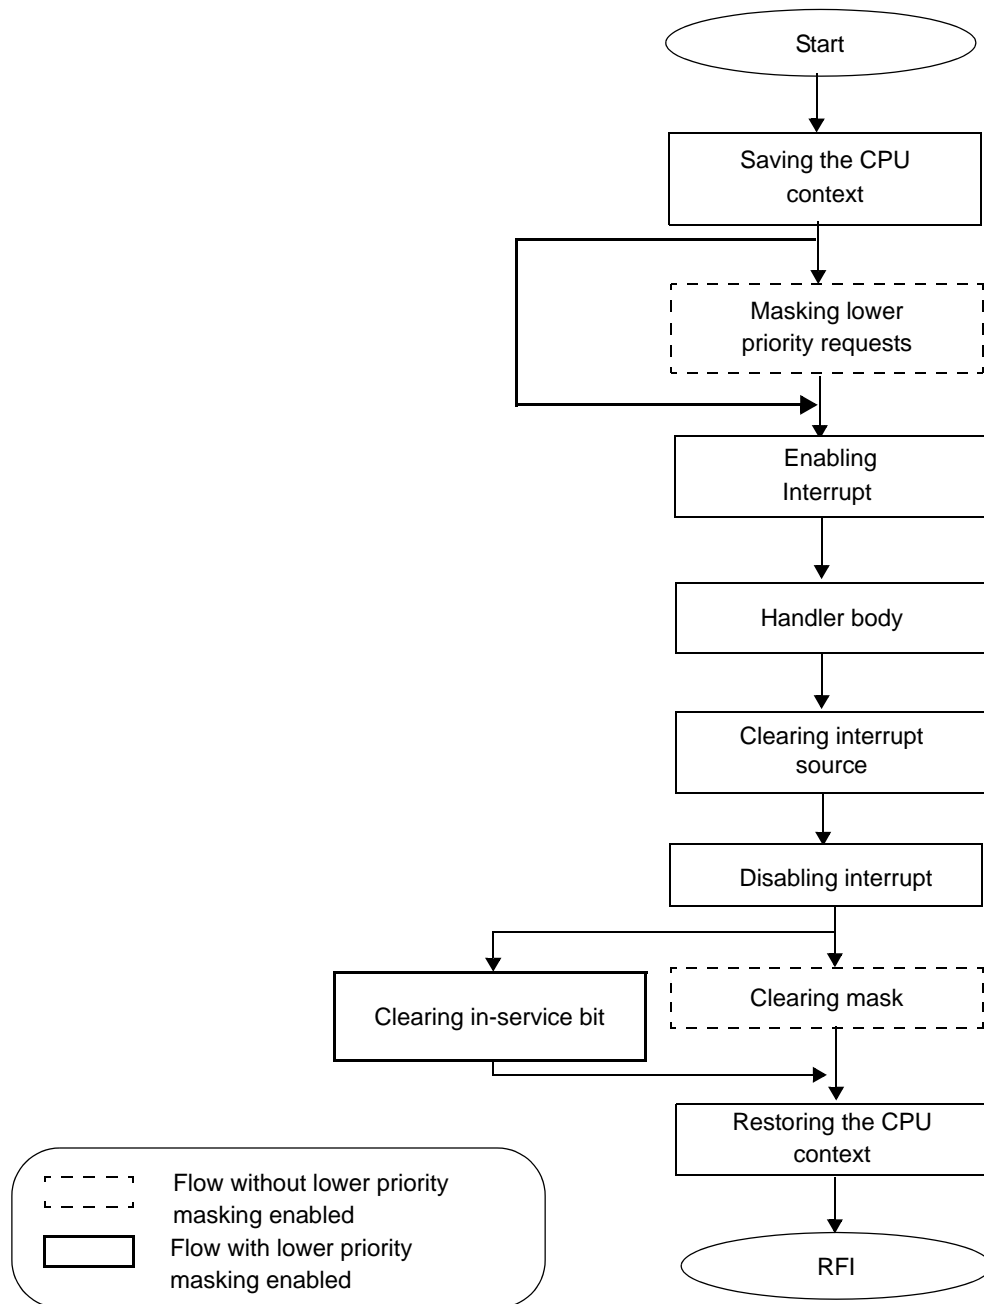 Start
Saving the CPU
context
Masking lower
priority requests
Enabling
Interrupt
Handler body
Clearing interrupt
source
Disabling interrupt
Clearing in-service bit
Clearing mask
Restoring the CPU
context
RFI
Flow without lower priority
masking enabled
Flow with lower priority
masking enabled